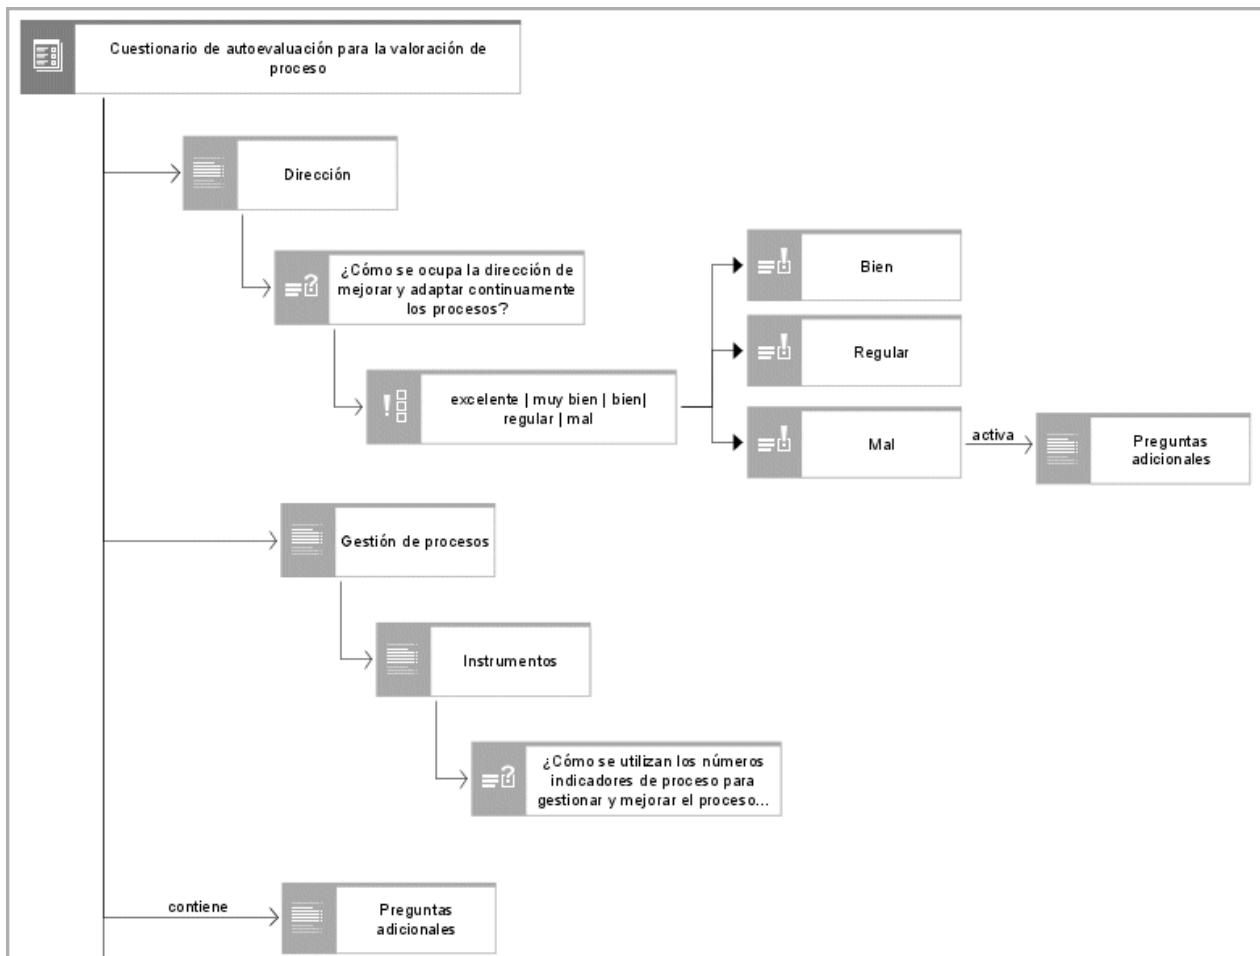 Cuestionario de autoevaluación para la valoración de
proceso
Dirección
¿Cómo se ocupa la dirección de
mejorar y adaptar continuamente
los procesos?
excelente | muy bien | bien|
regular | mal
Bien
Regular
Mal
activa
Preguntas
adicionales
Gestión de procesos
Instrumentos
¿Cómo se utilizan los números
indicadores de proceso para
gestionar y mejorar el proceso...
contiene
Preguntas
adicionales